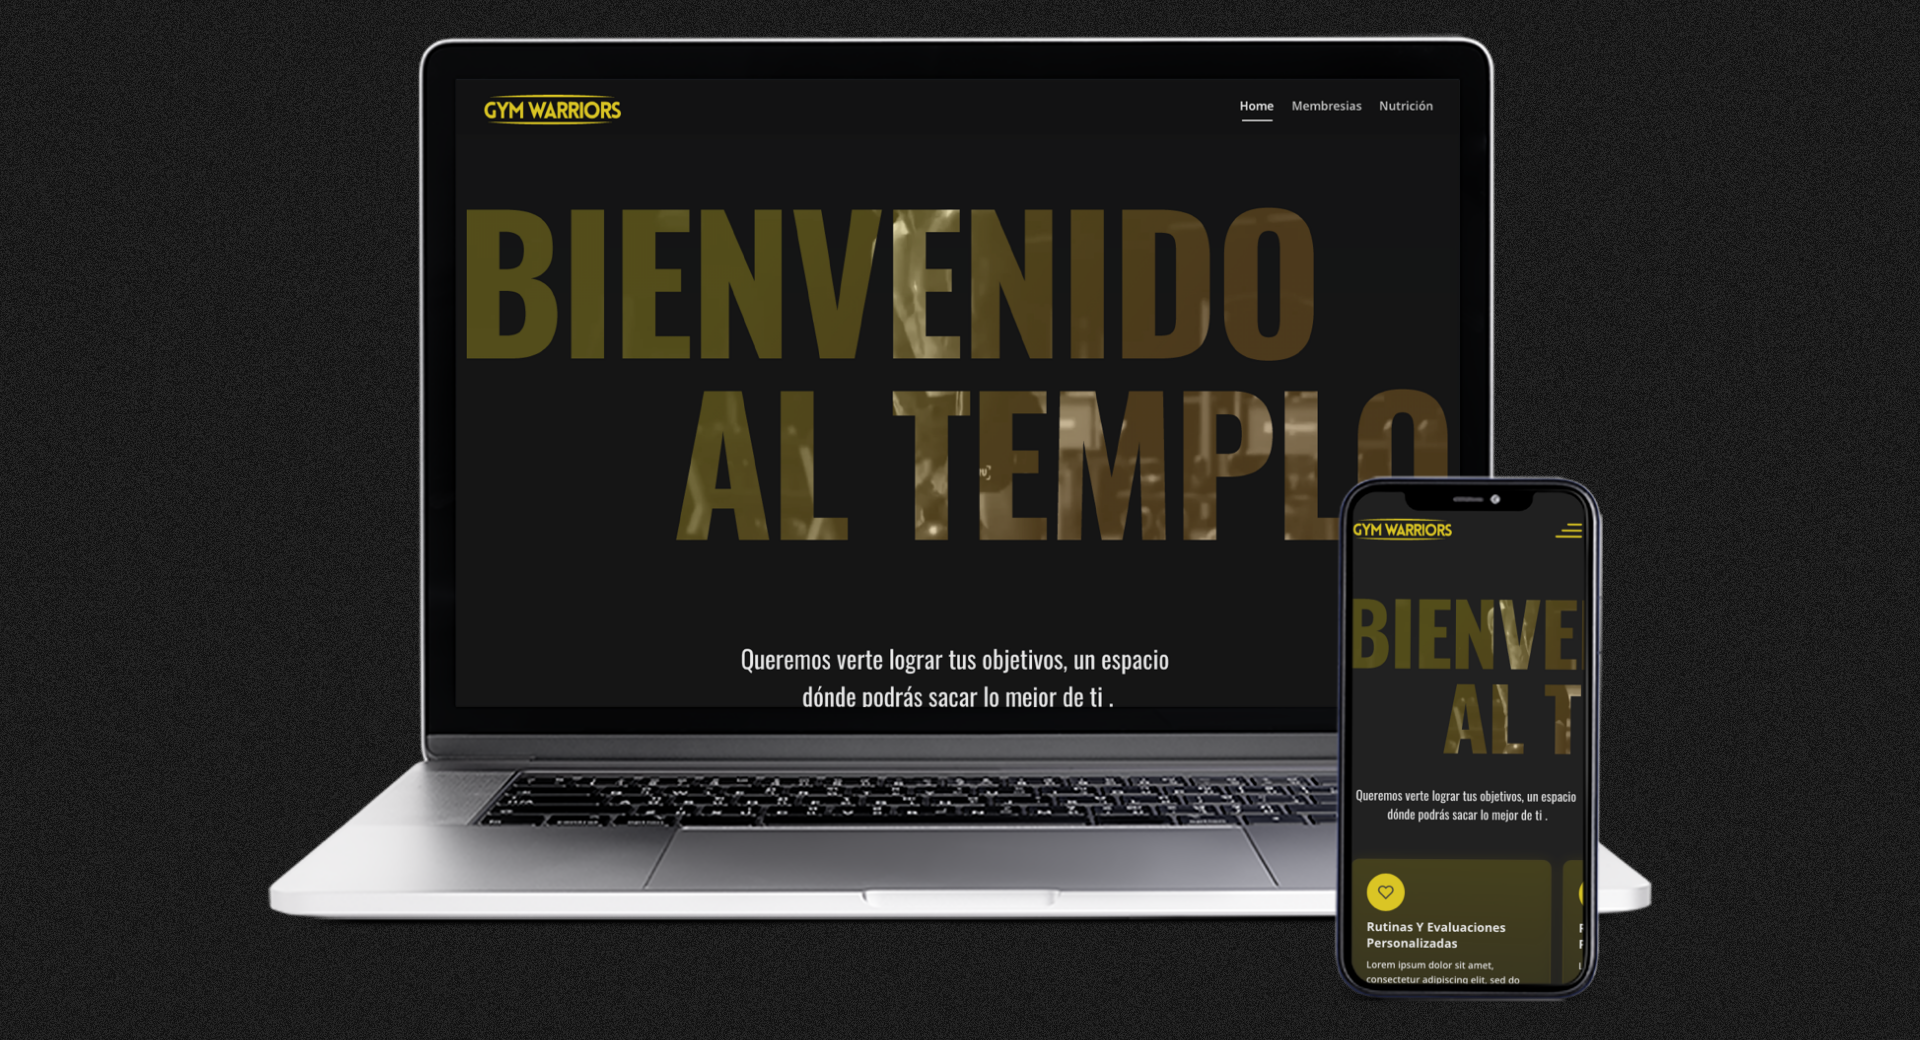 GYM WARRIORS
Home Membresias Nutrición
BIENVENIDO
AL TEMPLO
Queremos verte lograr tus objetivos, un espacio
dónde podrás sacar lo mejor de ti .
GYM WARRIORS
BIENVE
AL T
Queremos verte lograr tus objetivos, un espacio
dónde podrás sacar lo mejor de ti .
Rutinas Y Evaluaciones
Personalizadas
Lorem ipsum dolor sit amet,
consectetur adipiscing elit, sed do